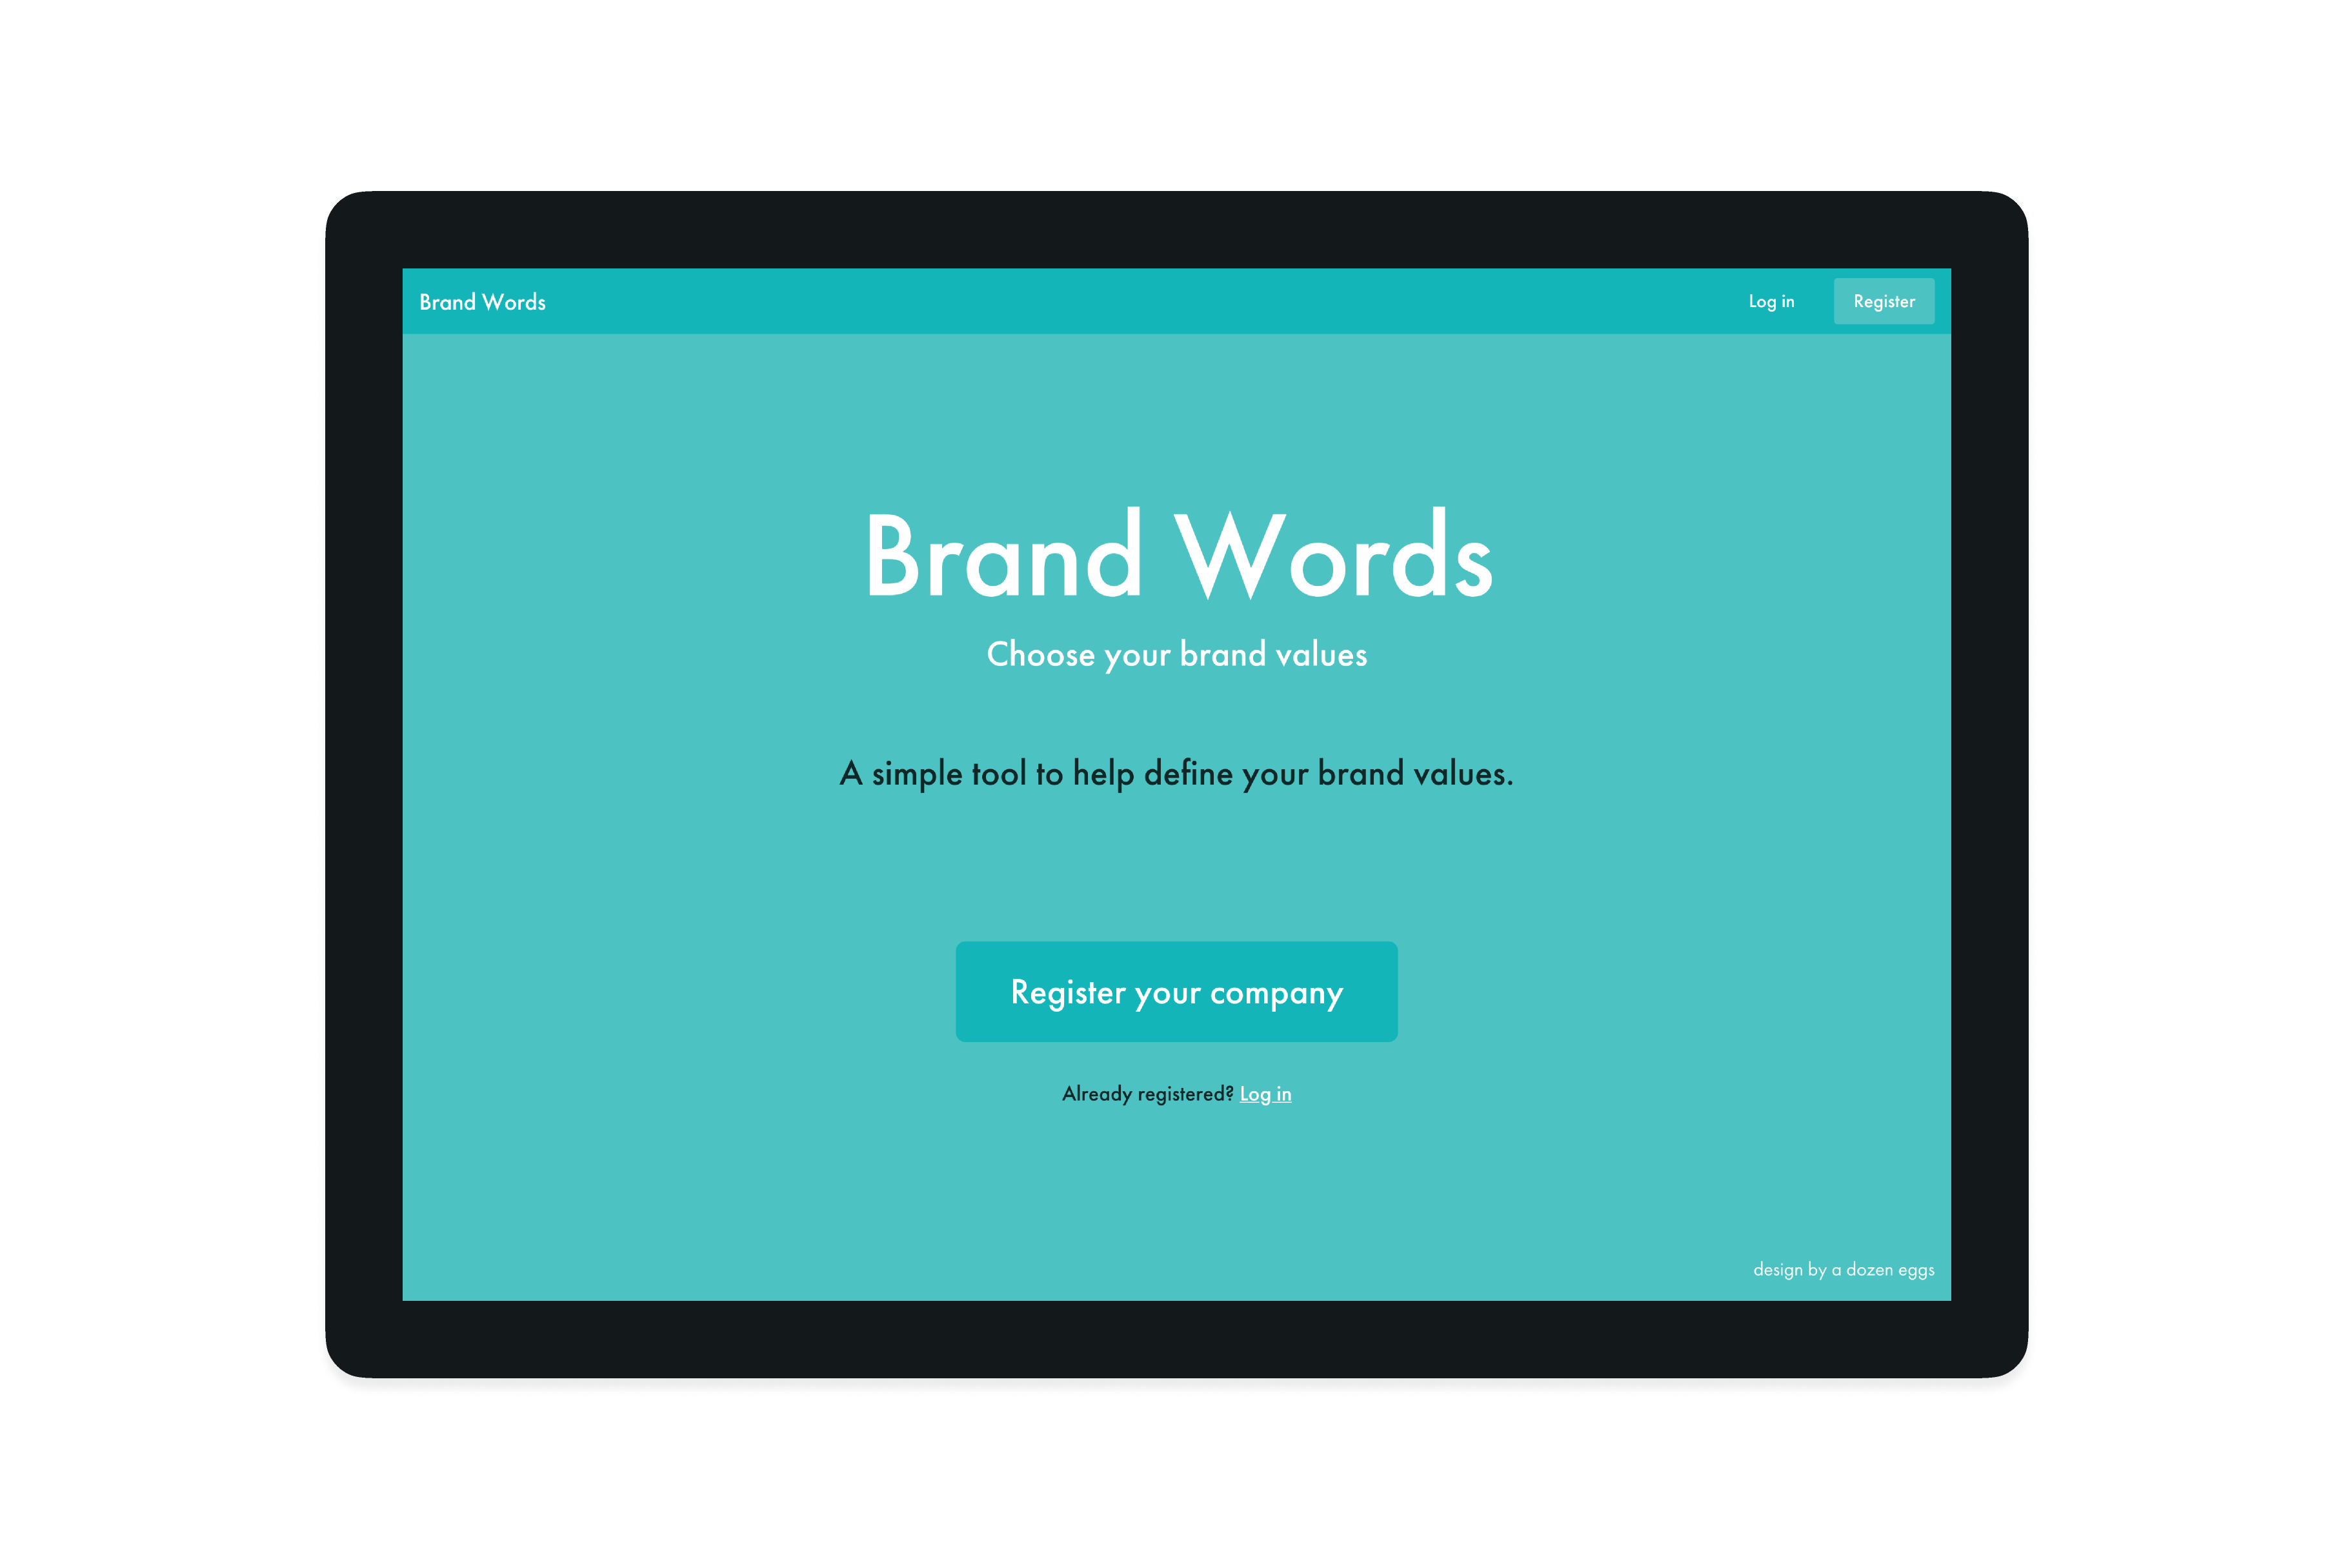 Brand Words
Log in
Register
Brand Words
Choose your brand values
A simple tool to help define your brand values.
Register your company
Already registered? Log in
design by a dozen eggs